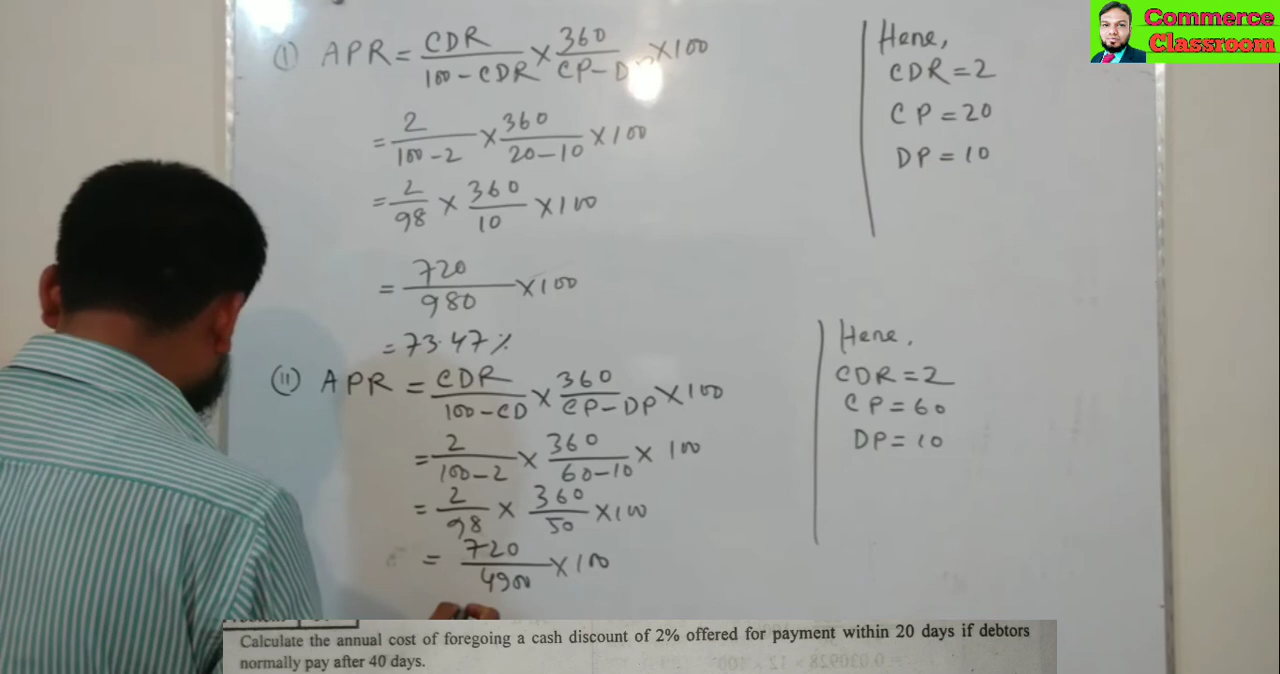 Commerce
Classroom
(I) APR = CDR / 100 - CDR × 360 / CP - D × 100
= 2 / 100 - 2 × 360 / 20 - 10 × 100
= 2 / 98 × 360 / 10 × 100
= 720 / 980 × 100
= 73.47%
Here,
CDR = 2
CP = 20
DP = 10
(II) APR = CDR / 100 - CD × 360 / CP - DP × 100
= 2 / 100 - 2 × 360 / 60 - 10 × 100
= 2 / 98 × 360 / 50 × 100
= 720 / 4900 × 100
Here,
CDR = 2
CP = 60
DP = 10
Calculate the annual cost of foregoing a cash discount of 2% offered for payment within 20 days if debtors
normally pay after 40 days.